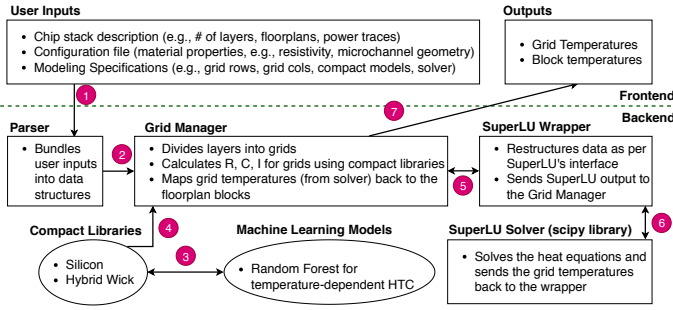 User Inputs
• Chip stack description (e.g., # of layers, floorplans, power traces)
• Configuration file (material properties, e.g., resistivity, microchannel geometry)
• Modeling Specifications (e.g., grid rows, grid cols, compact models, solver)
Outputs
• Grid Temperatures
• Block temperatures
1
7
Frontend
Backend
Parser
• Bundles
user inputs
into data
structures
2
Grid Manager
• Divides layers into grids
• Calculates R, C, I for grids using compact libraries
• Maps grid temperatures (from solver) back to the
floorplan blocks
5
SuperLU Wrapper
• Restructures data as per
SuperLU's interface
• Sends SuperLU output to
the Grid Manager
4
6
Compact Libraries
• Silicon
• Hybrid Wick
3
Machine Learning Models
• Random Forest for
temperature-dependent HTC
SuperLU Solver (scipy library)
• Solves the heat equations and
sends the grid temperatures
back to the wrapper